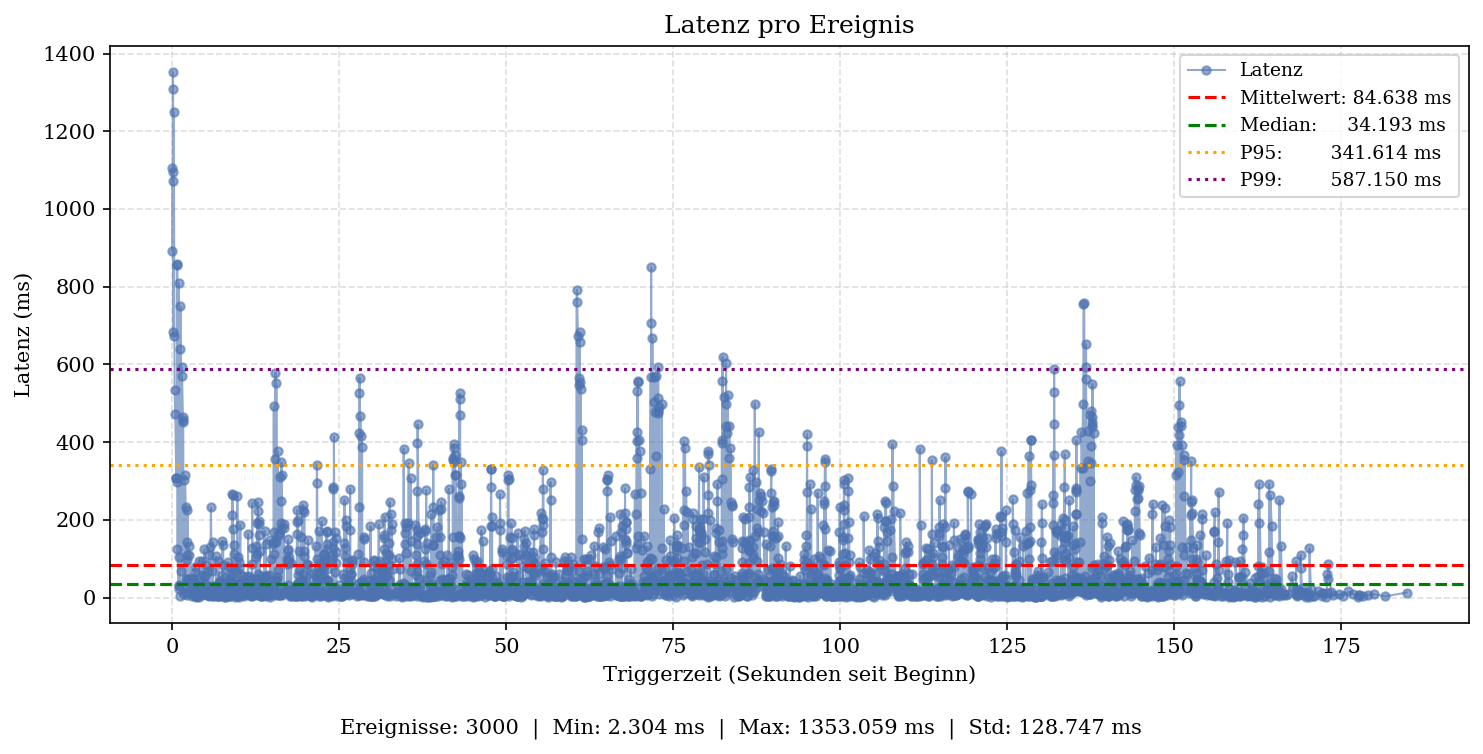 Latenz pro Ereignis
1400
1200
1000
800
600
400
200
0
Latenz (ms)
Latenz
Mittelwert: 84.638 ms
Median: 34.193 ms
P95: 341.614 ms
P99: 587.150 ms
0 25 50 75 100 125 150 175
Triggerzeit (Sekunden seit Beginn)
Ereignisse: 3000 | Min: 2.304 ms | Max: 1353.059 ms | Std: 128.747 ms